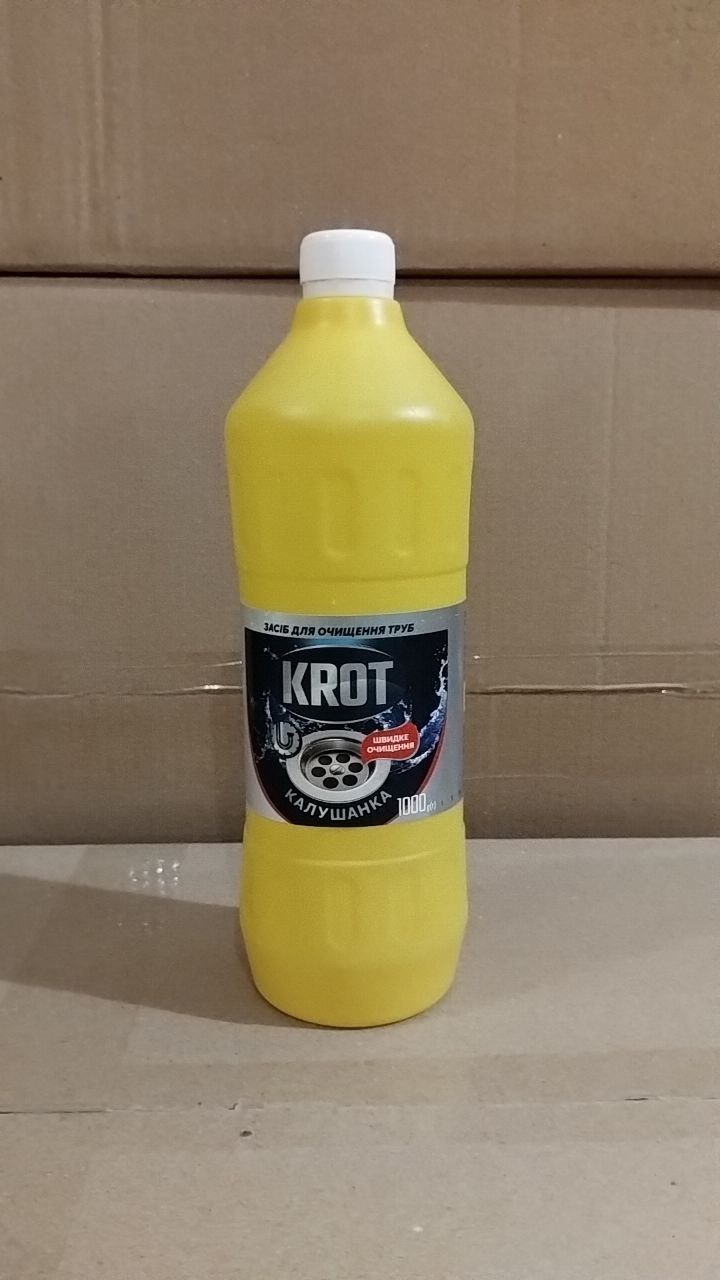 ЗАСІБ ДЛЯ ОЧИЩЕННЯ ТРУБ
KROT
ШВИДКЕ
ОЧИЩЕННЯ
КАЛУШАНКА
1000 г(г)